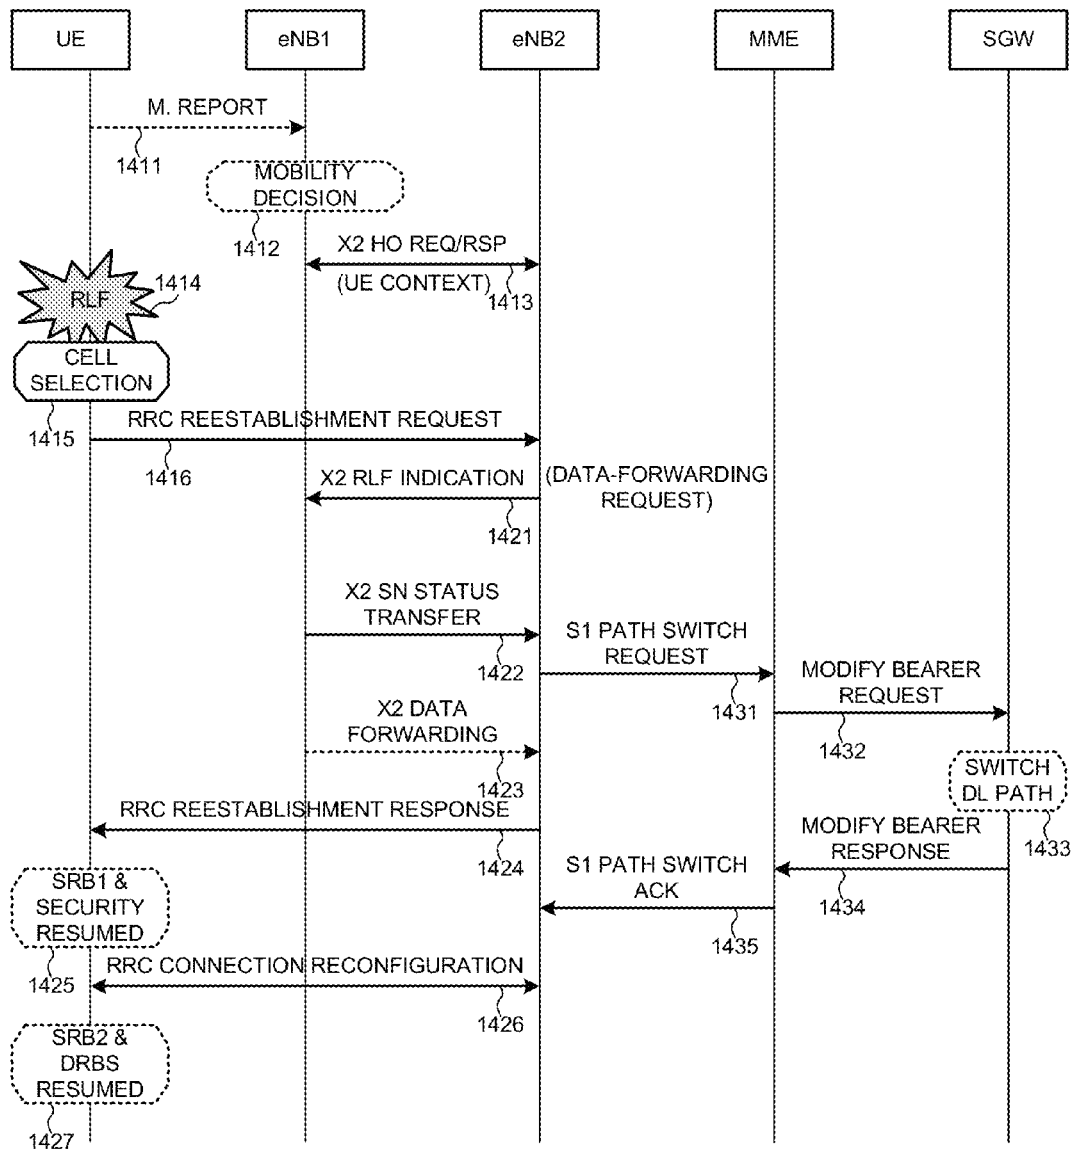 UE
eNB1
eNB2
MME
SGW
M. REPORT
1411
MOBILITY
DECISION
1412
X2 HO REQ/RSP
(UE CONTEXT)
1413
RLF
1414
CELL
SELECTION
1415
RRC REESTABLISHMENT REQUEST
1416
X2 RLF INDICATION
(DATA-FORWARDING
REQUEST)
1421
X2 SN STATUS
TRANSFER
1422
S1 PATH SWITCH
REQUEST
1431
MODIFY BEARER
REQUEST
1432
X2 DATA
FORWARDING
1423
SWITCH
DL PATH
1433
RRC REESTABLISHMENT RESPONSE
1424
MODIFY BEARER
RESPONSE
1434
S1 PATH SWITCH
ACK
1435
SRB1 &
SECURITY
RESUMED
1425
RRC CONNECTION RECONFIGURATION
1426
SRB2 &
DRBS
RESUMED
1427